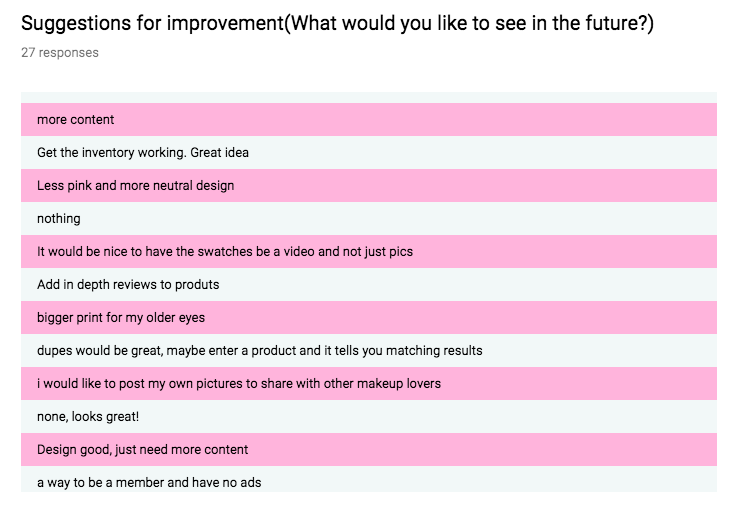 Suggestions for improvement(What would you like to see in the future?)
27 responses
more content
Get the inventory working. Great idea
Less pink and more neutral design
nothing
It would be nice to have the swatches be a video and not just pics
Add in depth reviews to produts
bigger print for my older eyes
dupes would be great, maybe enter a product and it tells you matching results
i would like to post my own pictures to share with other makeup lovers
none, looks great!
Design good, just need more content
a way to be a member and have no ads